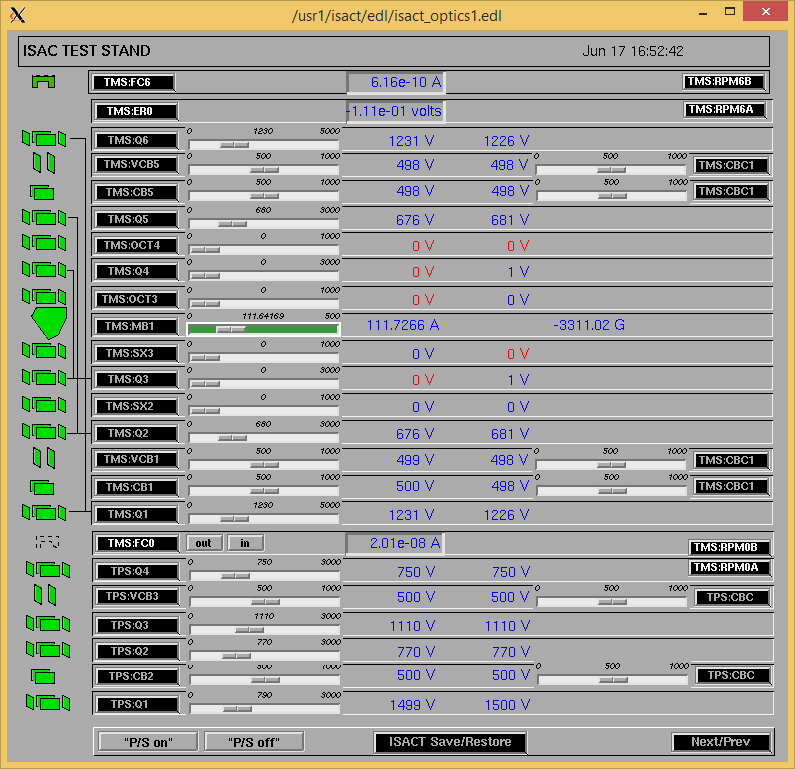 /usr1/isact/edl/isact_optics1.edl
ISAC TEST STAND Jun 17 16:52:42
TMS:FC6 6.16e-10 A TMS:RPM6B
TMS:ER0 -1.11e-01 volts TMS:RPM6A
TMS:Q6 0 1230 5000 1231 V 1226 V
TMS:VCB5 0 500 1000 498 V 498 V 0 500 1000 TMS:CBC1
TMS:CB5 0 500 1000 498 V 498 V 0 500 1000 TMS:CBC1
TMS:Q5 0 680 3000 676 V 681 V
TMS:OCT4 0 0 1000 0 V 0 V
TMS:Q4 0 0 3000 0 V 1 V
TMS:OCT3 0 0 1000 0 V 0 V
TMS:MB1 0 111.64169 500 111.7266 A -3311.02 G
TMS:SX3 0 0 1000 0 V 0 V
TMS:Q3 0 0 3000 0 V 1 V
TMS:SX2 0 0 1000 0 V 0 V
TMS:Q2 0 680 3000 676 V 681 V
TMS:VCB1 0 500 1000 499 V 498 V 0 500 1000 TMS:CBC1
TMS:CB1 0 500 1000 500 V 498 V 0 500 1000 TMS:CBC1
TMS:Q1 0 1230 5000 1231 V 1226 V
TMS:FC0 out in 2.01e-08 A TMS:RPM0B
TPS:Q4 0 750 3000 750 V 750 V TMS:RPM0A
TPS:VCB3 0 500 1000 500 V 500 V 0 500 1000 TPS:CBC
TPS:Q3 0 1110 3000 1110 V 1110 V
TPS:Q2 0 770 3000 770 V 770 V
TPS:CB2 0 500 1000 500 V 500 V 0 500 1000 TPS:CBC
TPS:Q1 0 790 3000 1499 V 1500 V
"P/S on" "P/S off" ISACT Save/Restore Next/Prev